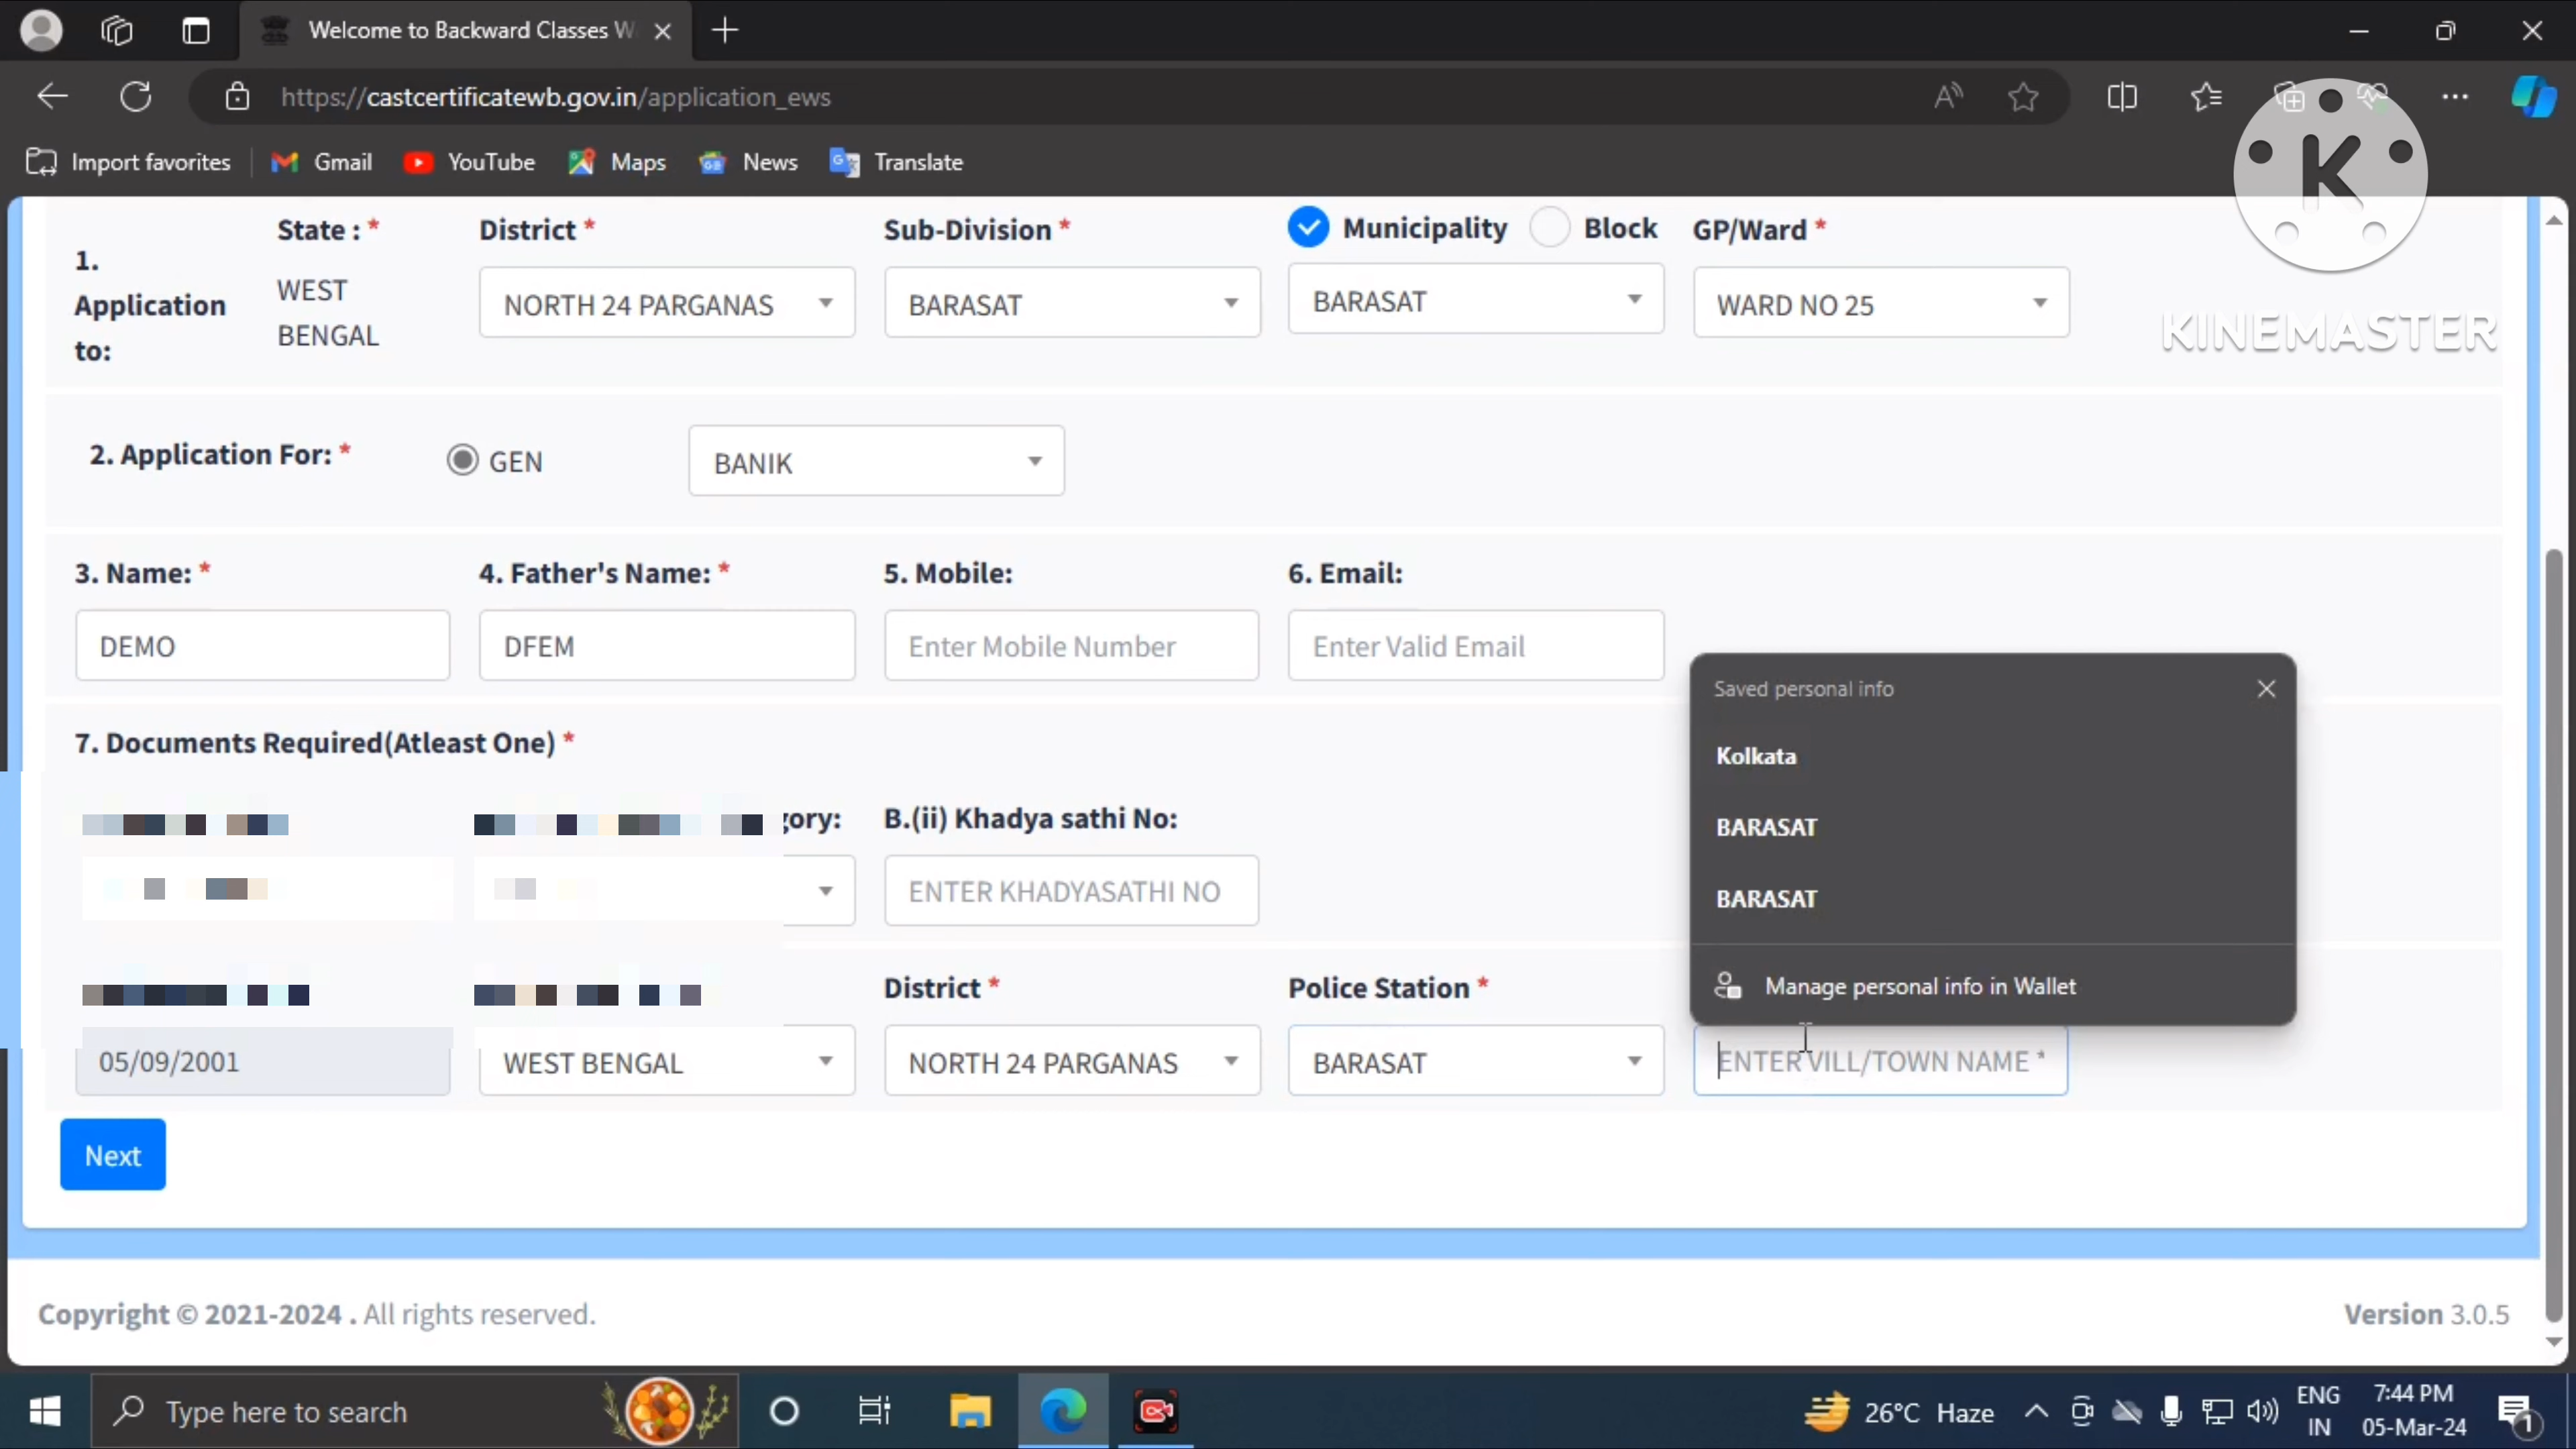 Welcome to Backward Classes W
https://castcertificatewb.gov.in/application_ews
Import favorites Gmail YouTube Maps News Translate
KINEMASTER
State : * District * Sub-Division * Municipality Block GP/Ward *
1. Application to:
WEST BENGAL
NORTH 24 PARGANAS BARASAT BARASAT WARD NO 25
2. Application For: * GEN BANIK
3. Name: * 4. Father's Name: * 5. Mobile: 6. Email:
DEMO DFEM Enter Mobile Number Enter Valid Email
Saved personal info
Kolkata
BARASAT
BARASAT
Manage personal info in Wallet
7. Documents Required(Atleast One) *
gory: B.(ii) Khadya sathi No:
ENTER KHADYASATHI NO
District * Police Station *
05/09/2001 WEST BENGAL NORTH 24 PARGANAS BARASAT ENTER VILL/TOWN NAME *
Next
Copyright © 2021-2024 . All rights reserved. Version 3.0.5
Type here to search 26°C Haze ENG IN 7:44 PM 05-Mar-24 1